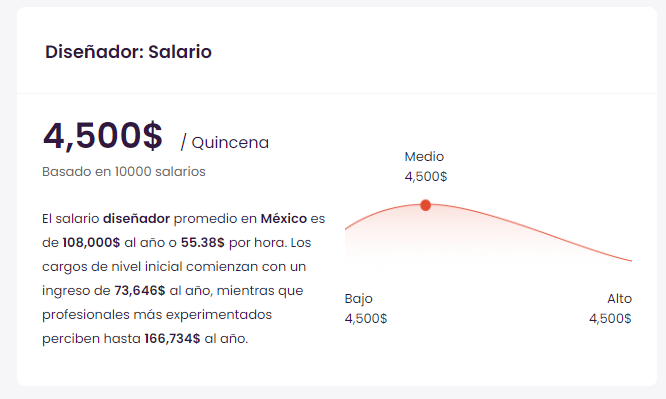 Diseñador: Salario
4,500$ / Quincena
Basado en 10000 salarios
El salario diseñador promedio en México es
de 108,000$ al año o 55.38$ por hora. Los
cargos de nivel inicial comienzan con un
ingreso de 73,646$ al año, mientras que
profesionales más experimentados
perciben hasta 166,734$ al año.
Medio
4,500$
Bajo
4,500$
Alto
4,500$